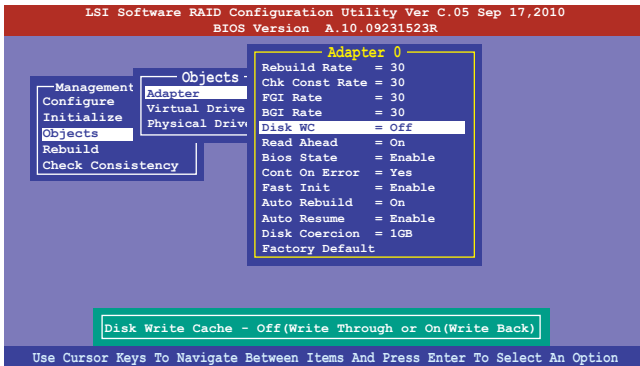 LSI Software RAID Configuration Utility Ver C.05 Sep 17,2010
BIOS Version A.10.09231523R
Management
Configure
Initialize
Objects
Rebuild
Check Consistency
Objects
Adapter
Virtual Drive
Physical Driv
Adapter 0
Rebuild Rate = 30
Chk Const Rate = 30
FGI Rate = 30
BGI Rate = 30
Disk WC = Off
Read Ahead = On
Bios State = Enable
Cont On Error = Yes
Fast Init = Enable
Auto Rebuild = On
Auto Resume = Enable
Disk Coercion = 1GB
Factory Default
Disk Write Cache - Off(Write Through or On(Write Back)
Use Cursor Keys To Navigate Between Items And Press Enter To Select An Option